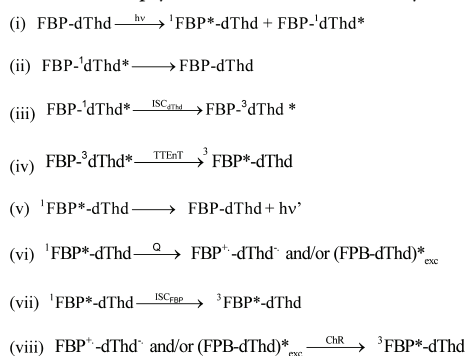 (i) FBP-dThd —hν→ ¹FBP*-dThd + FBP-¹dThd*
(ii) FBP-¹dThd* ⟶ FBP-dThd
(iii) FBP-¹dThd* —ISC_dThd→ FBP-³dThd *
(iv) FBP-³dThd* —TTEnT→ ³FBP*-dThd
(v) ¹FBP*-dThd ⟶ FBP-dThd + hν'
(vi) ¹FBP*-dThd —Q→ FBP⁺·-dThd⁻· and/or (FPB-dThd)*exc
(vii) ¹FBP*-dThd —ISC_FBP→ ³FBP*-dThd
(viii) FBP⁺·-dThd⁻· and/or (FPB-dThd)*exc —ChR→ ³FBP*-dThd